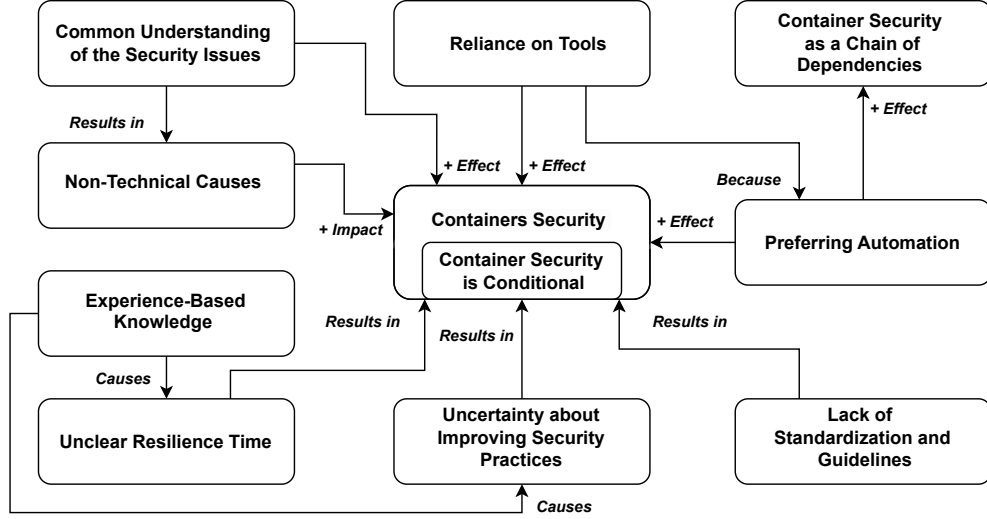 Common Understanding
of the Security Issues
Reliance on Tools
Container Security
as a Chain of
Dependencies
Results in
+ Effect
+ Effect
+ Effect
Because
Non-Technical Causes
+ Impact
Containers Security
+ Effect
Preferring Automation
Container Security
is Conditional
Experience-Based
Knowledge
Results in
Results in
Results in
Causes
Unclear Resilience Time
Uncertainty about
Improving Security
Practices
Lack of
Standardization and
Guidelines
Causes